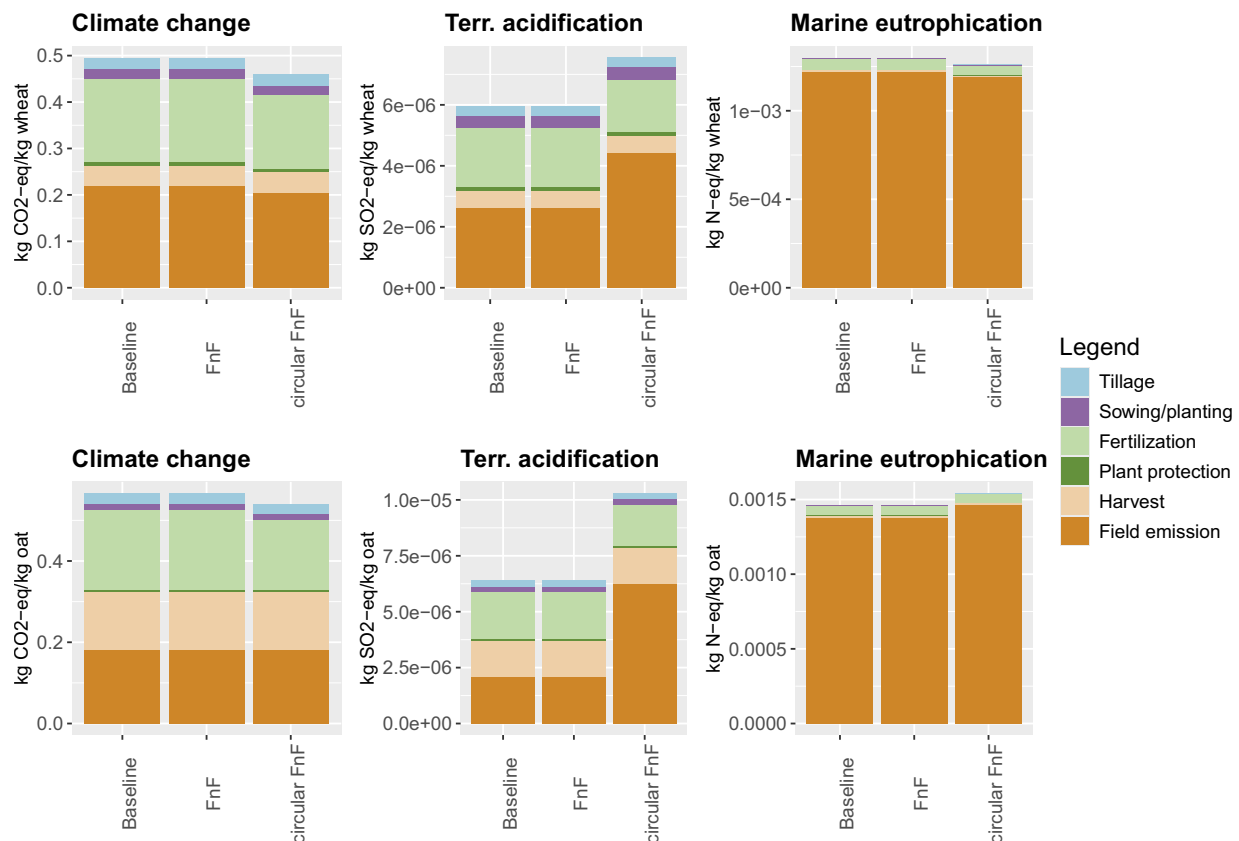 Climate change
Terr. acidification
Marine eutrophication
kg CO2−eq/kg wheat
0.5
0.4
0.3
0.2
0.1
0.0
Baseline
FnF
circular FnF
kg SO2−eq/kg wheat
6e−06
4e−06
2e−06
0e+00
Baseline
FnF
circular FnF
kg N−eq/kg wheat
1e−03
5e−04
0e+00
Baseline
FnF
circular FnF
Legend
Tillage
Sowing/planting
Fertilization
Plant protection
Harvest
Field emission
Climate change
Terr. acidification
Marine eutrophication
kg CO2−eq/kg oat
0.4
0.2
0.0
Baseline
FnF
circular FnF
kg SO2−eq/kg oat
1.0e−05
7.5e−06
5.0e−06
2.5e−06
0.0e+00
Baseline
FnF
circular FnF
kg N−eq/kg oat
0.0015
0.0010
0.0005
0.0000
Baseline
FnF
circular FnF